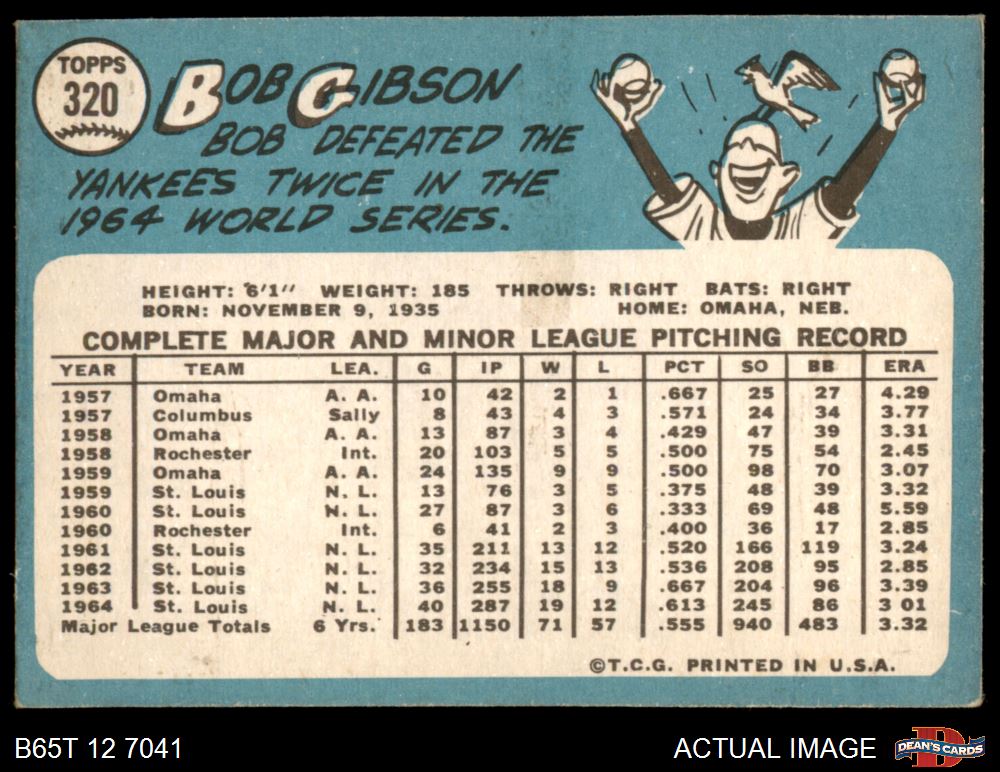 TOPPS
320
BOB GIBSON
BOB DEFEATED THE
YANKEES TWICE IN THE
1964 WORLD SERIES.
HEIGHT: 6'1" WEIGHT: 185 THROWS: RIGHT BATS: RIGHT
BORN: NOVEMBER 9, 1935 HOME: OMAHA, NEB.
COMPLETE MAJOR AND MINOR LEAGUE PITCHING RECORD
YEAR TEAM LEA. G IP W L PCT SO BB ERA
1957 Omaha A. A. 10 42 2 1 .667 25 27 4.29
1957 Columbus Sally 8 43 4 3 .571 24 34 3.77
1958 Omaha A. A. 13 87 3 4 .429 47 39 3.31
1958 Rochester Int. 20 103 5 5 .500 75 54 2.45
1959 Omaha A. A. 24 135 9 9 .500 98 70 3.07
1959 St. Louis N. L. 13 76 3 5 .375 48 39 3.32
1960 St. Louis N. L. 27 87 3 6 .333 69 48 5.59
1960 Rochester Int. 6 41 2 3 .400 36 17 2.85
1961 St. Louis N. L. 35 211 13 12 .520 166 119 3.24
1962 St. Louis N. L. 32 234 15 13 .536 208 95 2.85
1963 St. Louis N. L. 36 255 18 9 .667 204 96 3.39
1964 St. Louis N. L. 40 287 19 12 .613 245 86 3 01
Major League Totals 6 Yrs. 183 1150 71 57 .555 940 483 3.32
©T.C.G. PRINTED IN U.S.A.
B65T 12 7041 ACTUAL IMAGE DEAN'S CARDS